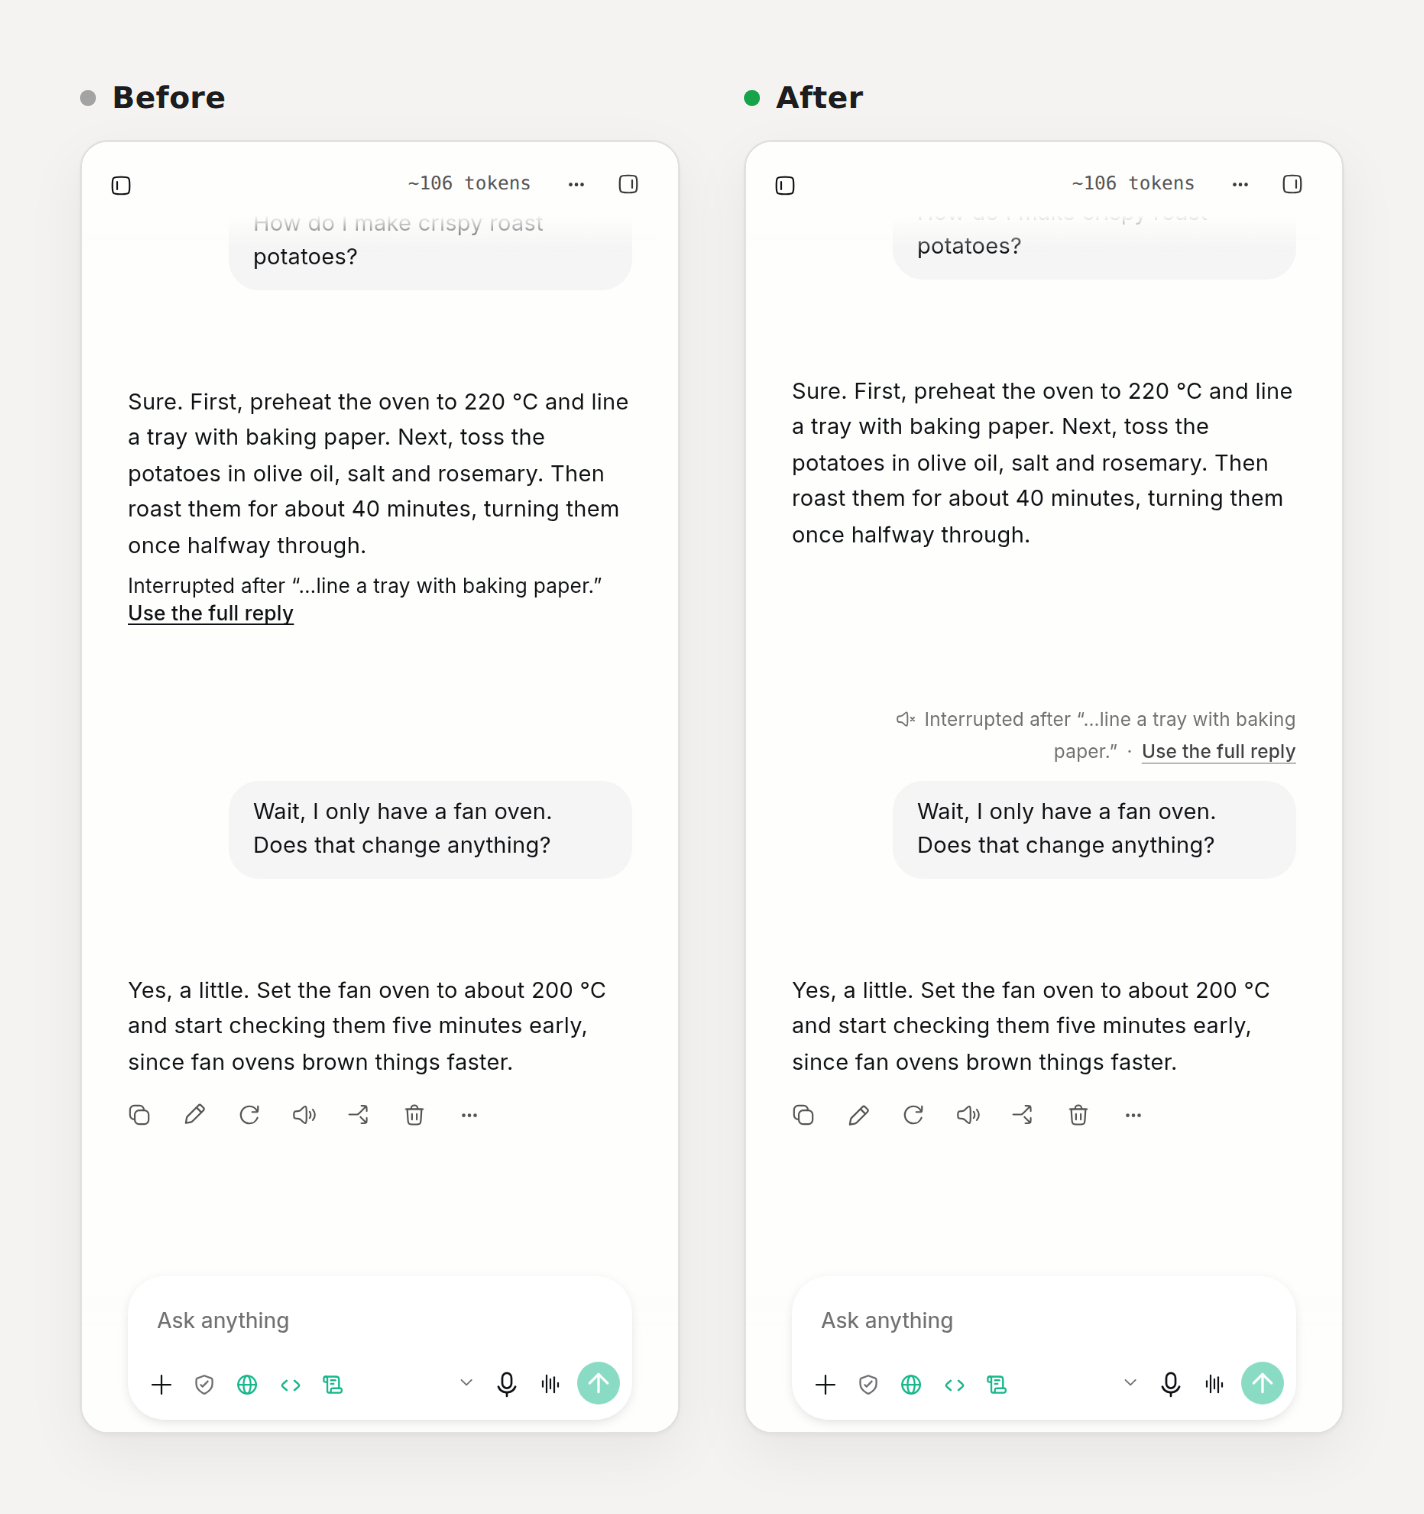 Before
~106 tokens
How do I make crispy roast
potatoes?
Sure. First, preheat the oven to 220 °C and line
a tray with baking paper. Next, toss the
potatoes in olive oil, salt and rosemary. Then
roast them for about 40 minutes, turning them
once halfway through.
Interrupted after “…line a tray with baking paper.”
Use the full reply
Wait, I only have a fan oven.
Does that change anything?
Yes, a little. Set the fan oven to about 200 °C
and start checking them five minutes early,
since fan ovens brown things faster.
Ask anything
After
~106 tokens
How do I make crispy roast
potatoes?
Sure. First, preheat the oven to 220 °C and line
a tray with baking paper. Next, toss the
potatoes in olive oil, salt and rosemary. Then
roast them for about 40 minutes, turning them
once halfway through.
Interrupted after “…line a tray with baking
paper.” · Use the full reply
Wait, I only have a fan oven.
Does that change anything?
Yes, a little. Set the fan oven to about 200 °C
and start checking them five minutes early,
since fan ovens brown things faster.
Ask anything